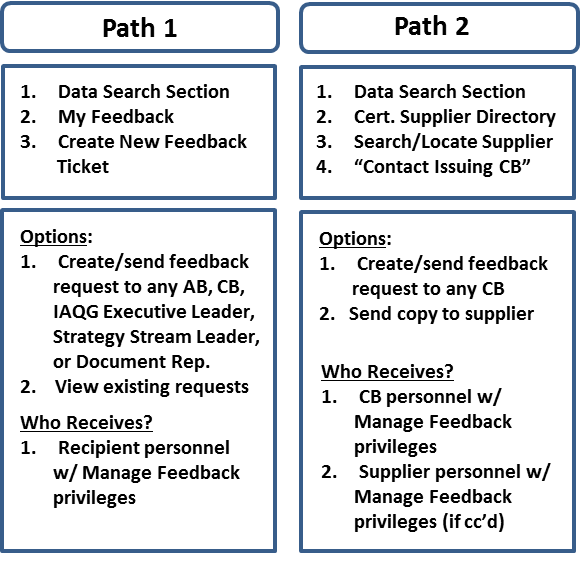 Path 1
1. Data Search Section
2. My Feedback
3. Create New Feedback
Ticket
Options:
1. Create/send feedback
request to any AB, CB,
IAQG Executive Leader,
Strategy Stream Leader,
or Document Rep.
2. View existing requests
Who Receives?
1. Recipient personnel
w/ Manage Feedback
privileges
Path 2
1. Data Search Section
2. Cert. Supplier Directory
3. Search/Locate Supplier
4. “Contact Issuing CB”
Options:
1. Create/send feedback
request to any CB
2. Send copy to supplier
Who Receives?
1. CB personnel w/
Manage Feedback
privileges
2. Supplier personnel w/
Manage Feedback
privileges (if cc’d)